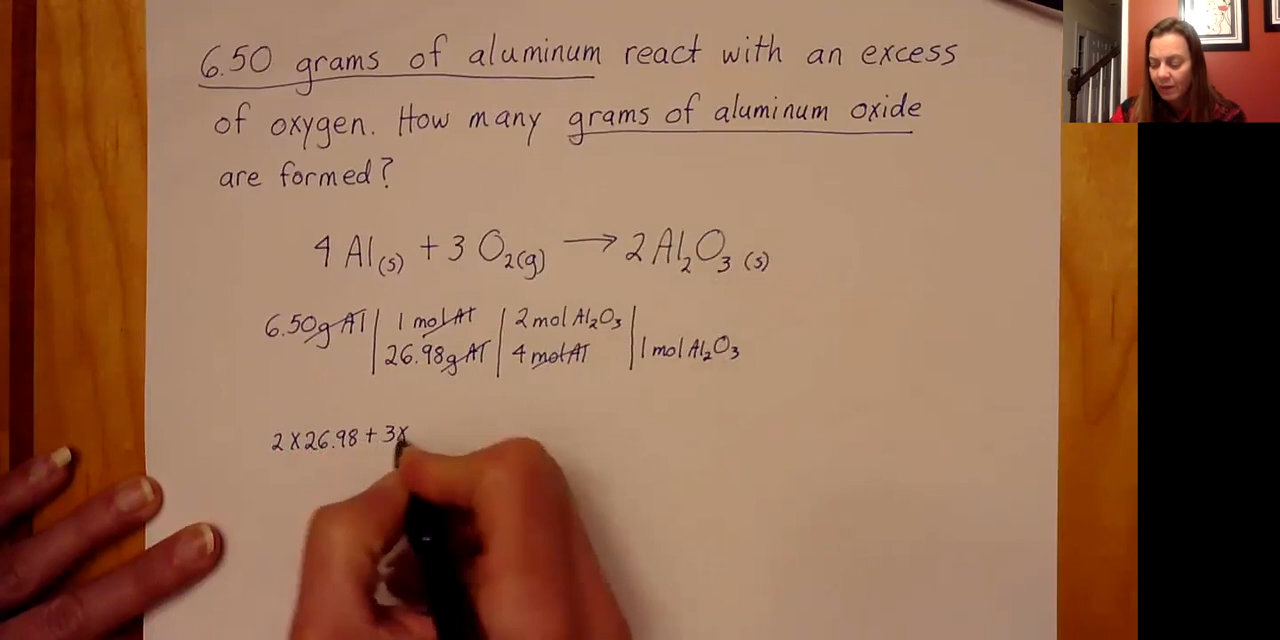 6.50 grams of aluminum react with an excess
of oxygen. How many grams of aluminum oxide
are formed?
4 Al(s) + 3 O₂(g) → 2 Al₂O₃ (s)
6.50g Al | 1 mol Al | 2 mol Al₂O₃ |
26.98g Al | 4 mol Al | 1 mol Al₂O₃
2 x 26.98 + 3x